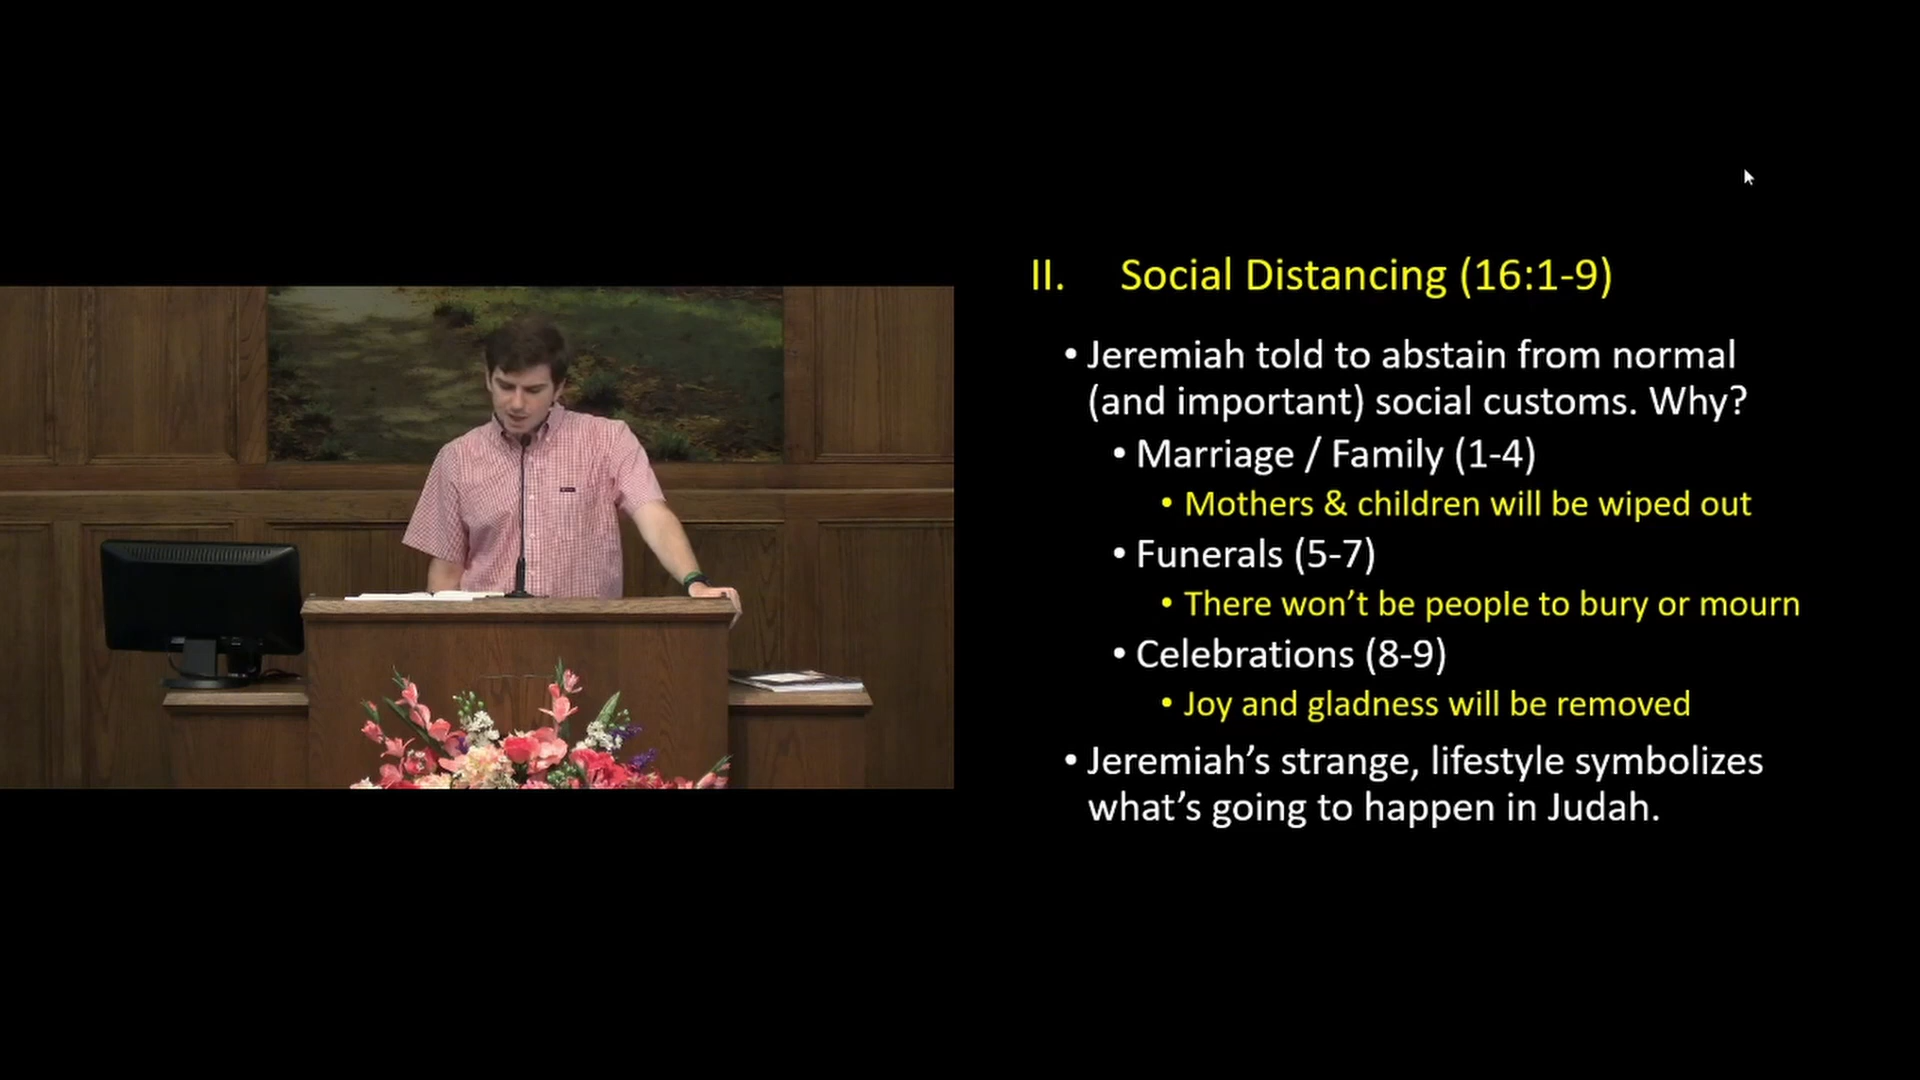 II. Social Distancing (16:1-9)
• Jeremiah told to abstain from normal
(and important) social customs. Why?
• Marriage / Family (1-4)
• Mothers & children will be wiped out
• Funerals (5-7)
• There won't be people to bury or mourn
• Celebrations (8-9)
• Joy and gladness will be removed
• Jeremiah's strange, lifestyle symbolizes
what's going to happen in Judah.